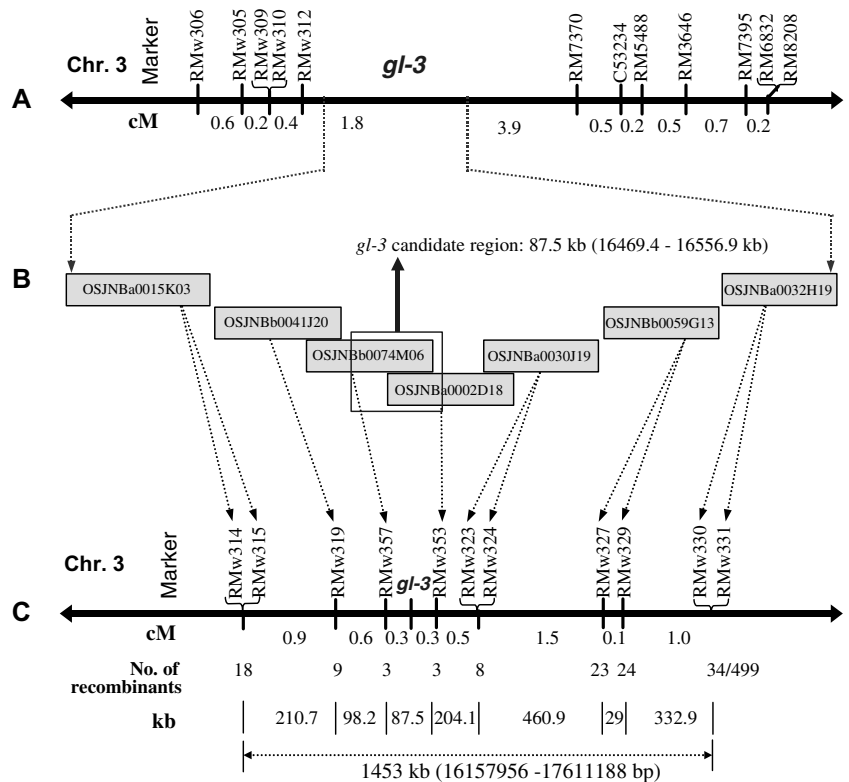 Chr. 3 Marker RMw306 RMw305 RMw309 RMw310 RMw312 gl-3 RM7370 C53234 RM5488 RM3646 RM7395 RM6832 RM8208
A
cM 0.6 0.2 0.4 1.8 3.9 0.5 0.2 0.5 0.7 0.2
gl-3 candidate region: 87.5 kb (16469.4 - 16556.9 kb)
B
OSJNBa0015K03
OSJNBa0032H19
OSJNBb0041J20
OSJNBb0059G13
OSJNBb0074M06
OSJNBa0030J19
OSJNBa0002D18
Chr. 3 Marker RMw314 RMw315 RMw319 RMw357 gl-3 RMw353 RMw323 RMw324 RMw327 RMw329 RMw330 RMw331
C
cM 0.9 0.6 0.3 0.3 0.5 1.5 0.1 1.0
No. of recombinants 18 9 3 3 8 23 24 34/499
kb 210.7 98.2 87.5 204.1 460.9 29 332.9
1453 kb (16157956 -17611188 bp)